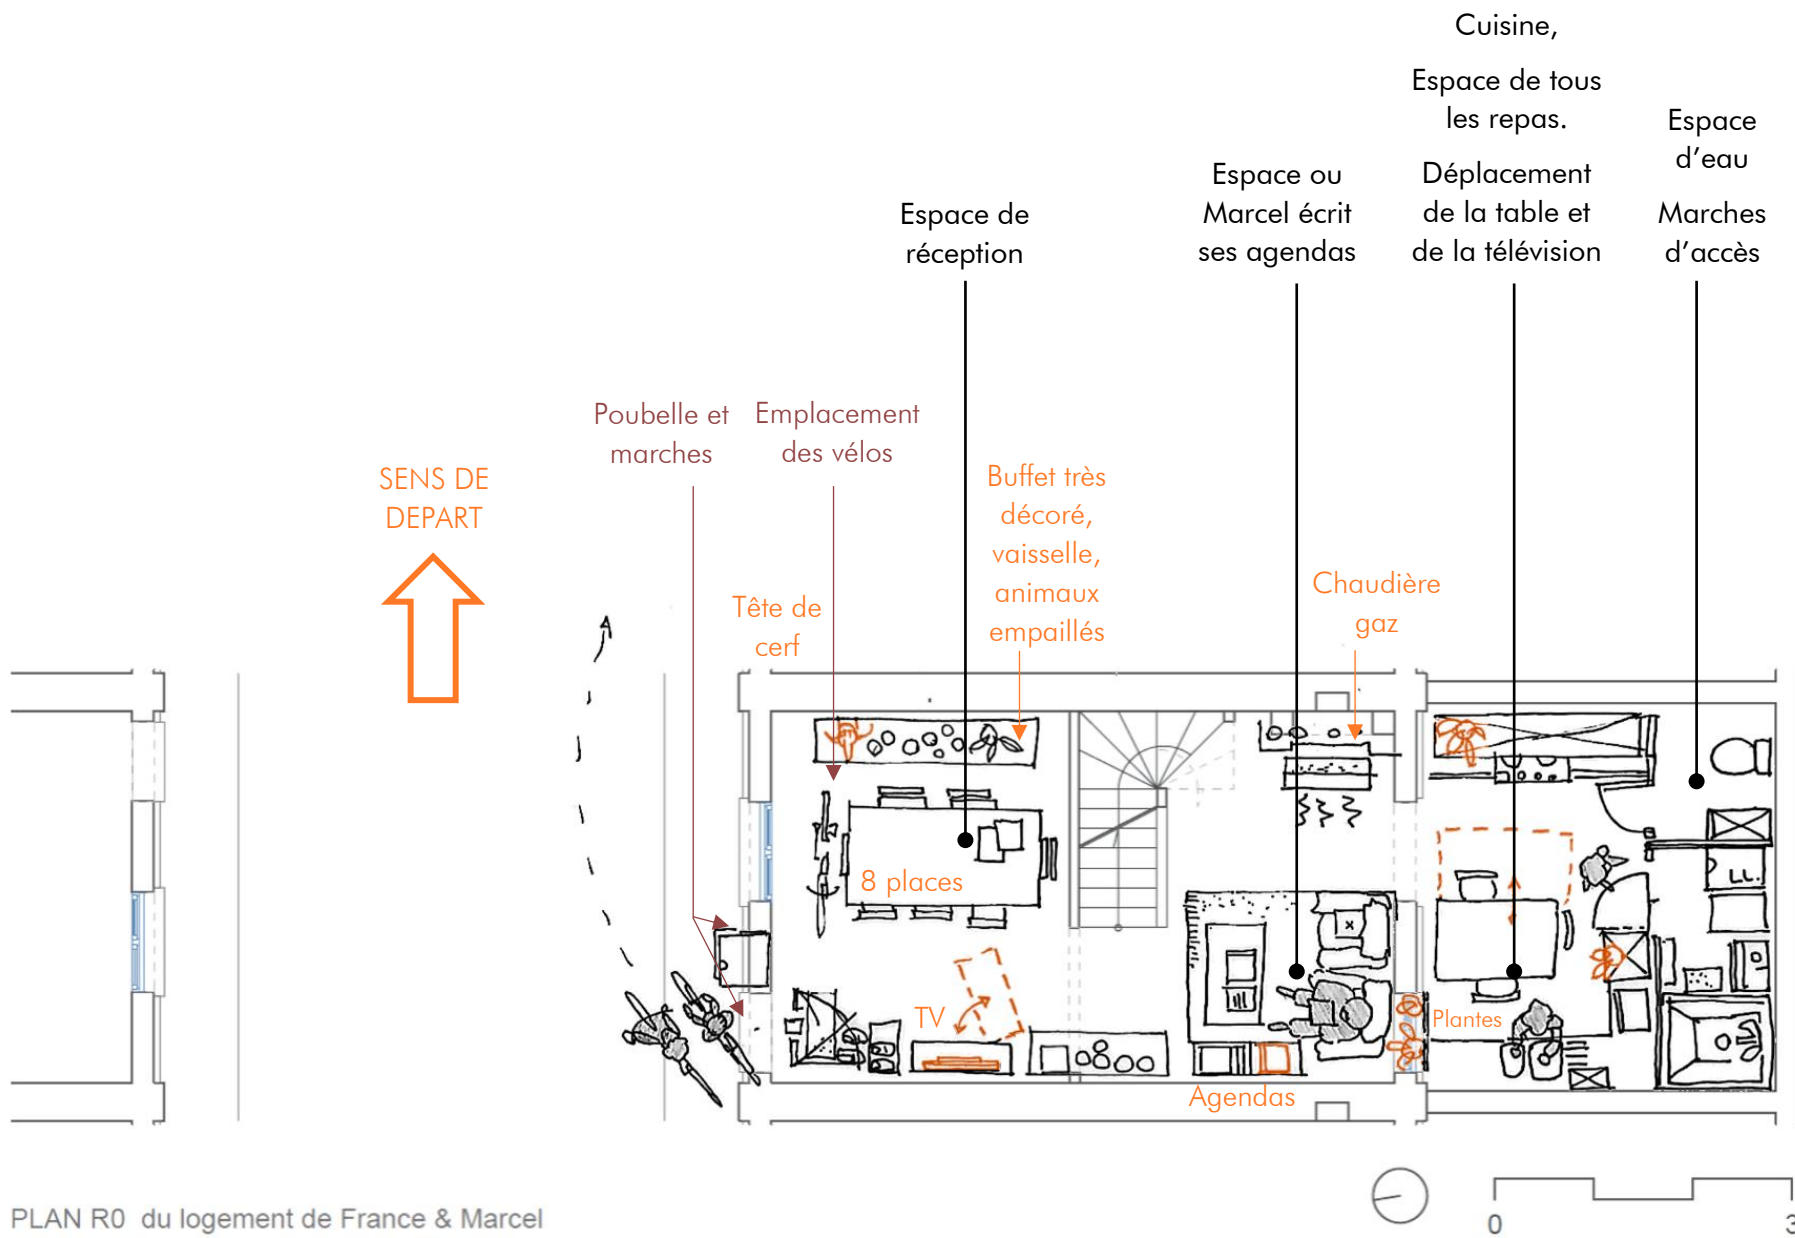 Cuisine,
Espace de tous
les repas.
Déplacement
de la table et
de la télévision
Espace
d’eau
Marches
d’accès
Espace ou
Marcel écrit
ses agendas
Espace de
réception
Poubelle et
marches
Emplacement
des vélos
SENS DE
DEPART
Buffet très
décoré,
vaisselle,
animaux
empaillés
Tête de
cerf
Chaudière
gaz
8 places
TV
Plantes
Agendas
LL.
PLAN R0 du logement de France & Marcel
0
3